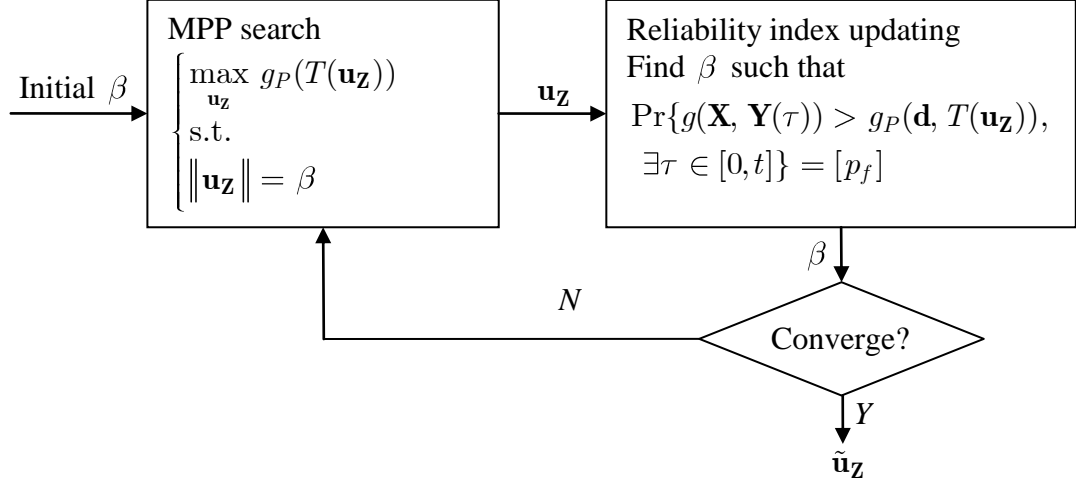 Initial β
MPP search
max g_P(T(u_Z))
u_Z
s.t.
‖u_Z‖ = β
u_Z
Reliability index updating
Find β such that
Pr{g(X, Y(τ)) > g_P(d, T(u_Z)),
∃τ ∈ [0, t]} = [p_f]
β
N
Converge?
Y
ũ_Z